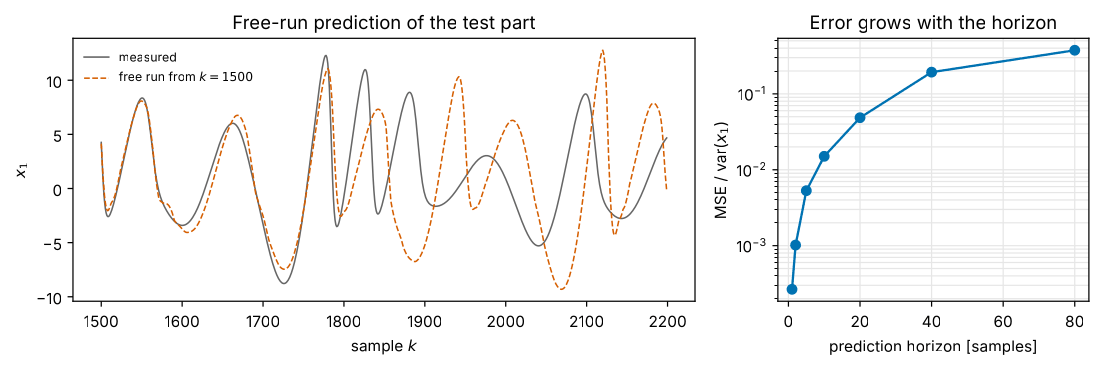 Free-run prediction of the test part
measured
free run from k = 1500
10
5
0
−5
−10
x₁
1500
1600
1700
1800
1900
2000
2100
2200
sample k
Error grows with the horizon
10⁻¹
10⁻²
10⁻³
MSE / var(x₁)
0
20
40
60
80
prediction horizon [samples]